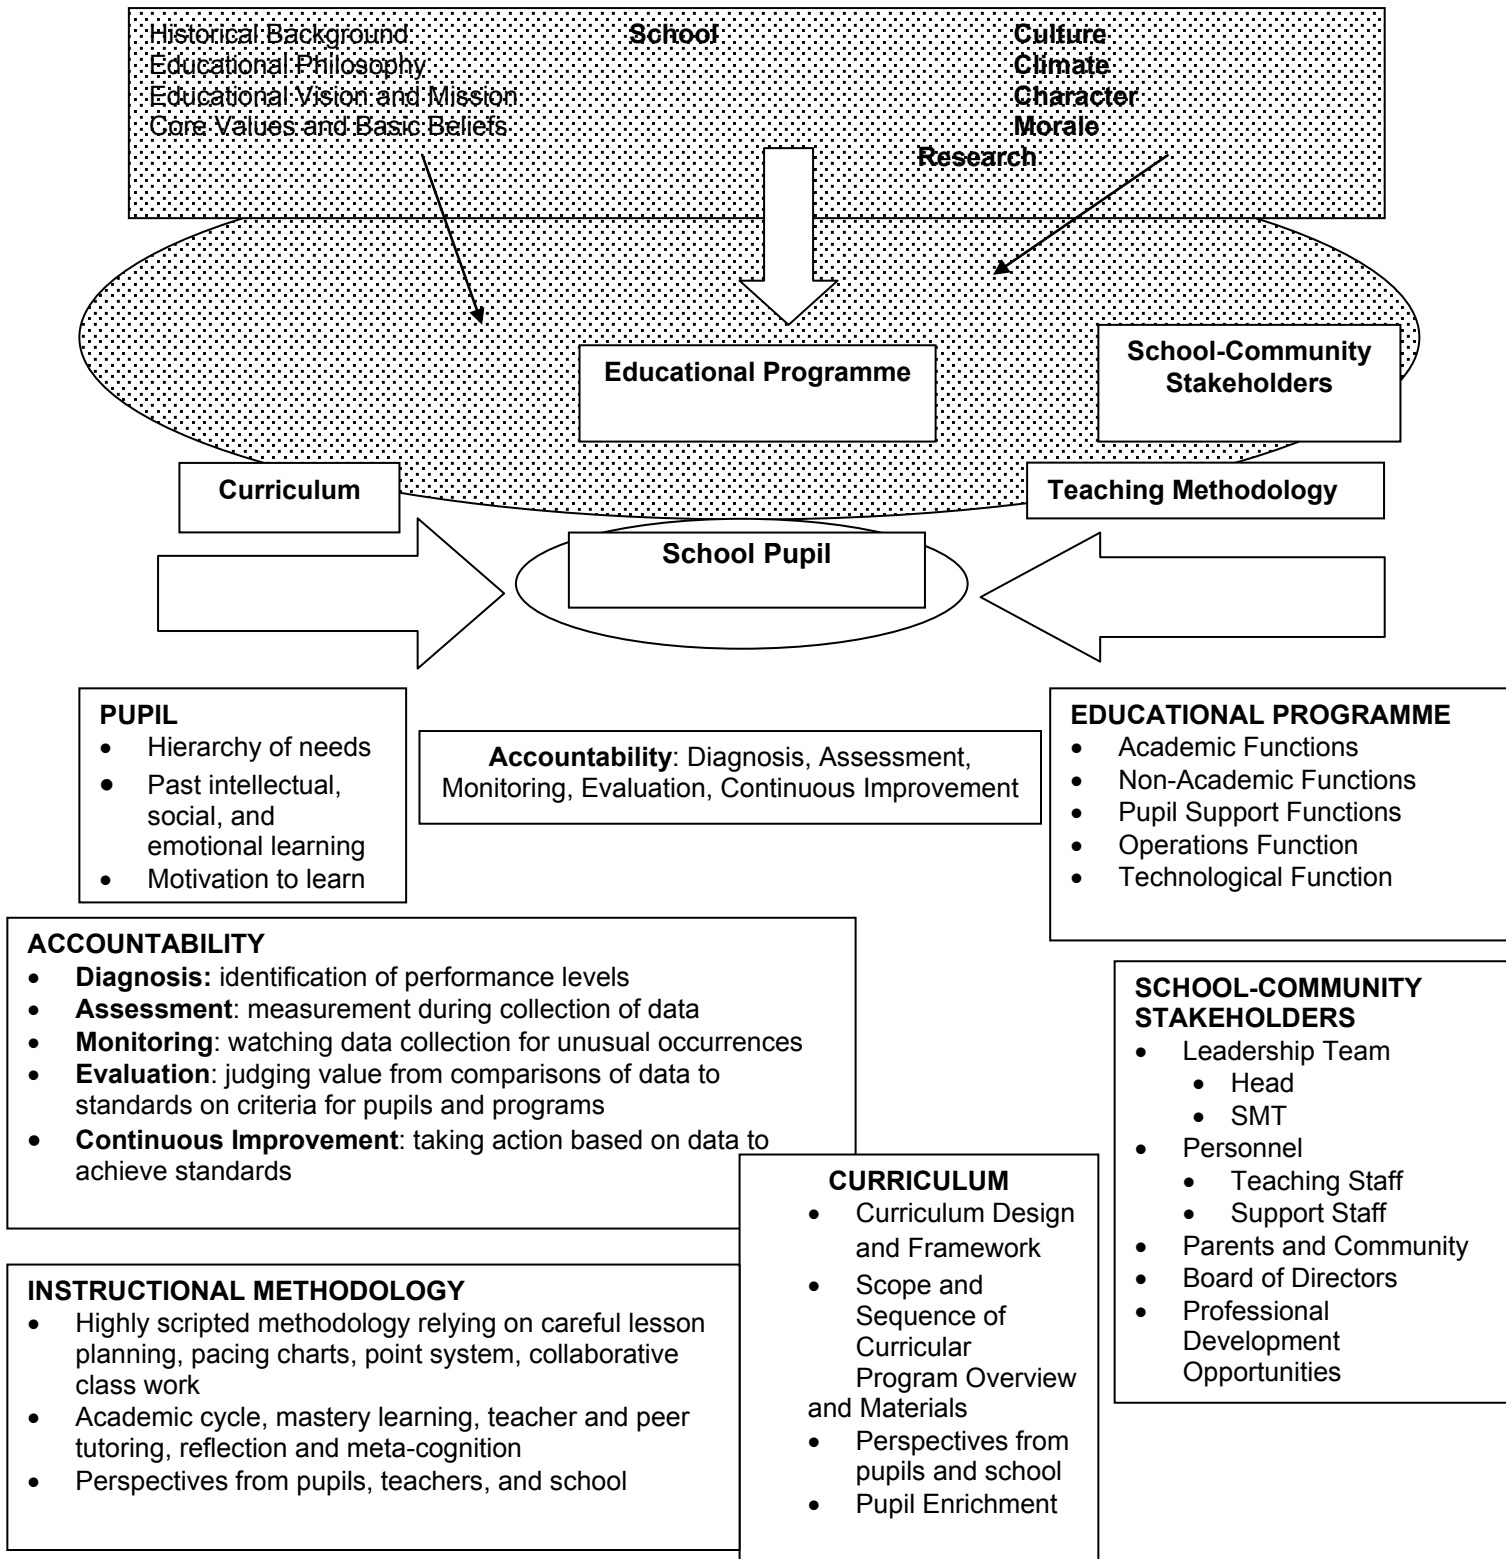 Historical Background School Culture
Educational Philosophy Climate
Educational Vision and Mission Character
Core Values and Basic Beliefs Morale
Research
Educational Programme
School-Community
Stakeholders
Curriculum
Teaching Methodology
School Pupil
PUPIL
• Hierarchy of needs
• Past intellectual,
social, and
emotional learning
• Motivation to learn
Accountability: Diagnosis, Assessment,
Monitoring, Evaluation, Continuous Improvement
EDUCATIONAL PROGRAMME
• Academic Functions
• Non-Academic Functions
• Pupil Support Functions
• Operations Function
• Technological Function
ACCOUNTABILITY
• Diagnosis: identification of performance levels
• Assessment: measurement during collection of data
• Monitoring: watching data collection for unusual occurrences
• Evaluation: judging value from comparisons of data to
standards on criteria for pupils and programs
• Continuous Improvement: taking action based on data to
achieve standards
SCHOOL-COMMUNITY
STAKEHOLDERS
• Leadership Team
• Head
• SMT
• Personnel
• Teaching Staff
• Support Staff
• Parents and Community
• Board of Directors
• Professional
Development
Opportunities
CURRICULUM
• Curriculum Design
and Framework
• Scope and
Sequence of
Curricular
Program Overview
and Materials
• Perspectives from
pupils and school
• Pupil Enrichment
INSTRUCTIONAL METHODOLOGY
• Highly scripted methodology relying on careful lesson
planning, pacing charts, point system, collaborative
class work
• Academic cycle, mastery learning, teacher and peer
tutoring, reflection and meta-cognition
• Perspectives from pupils, teachers, and school